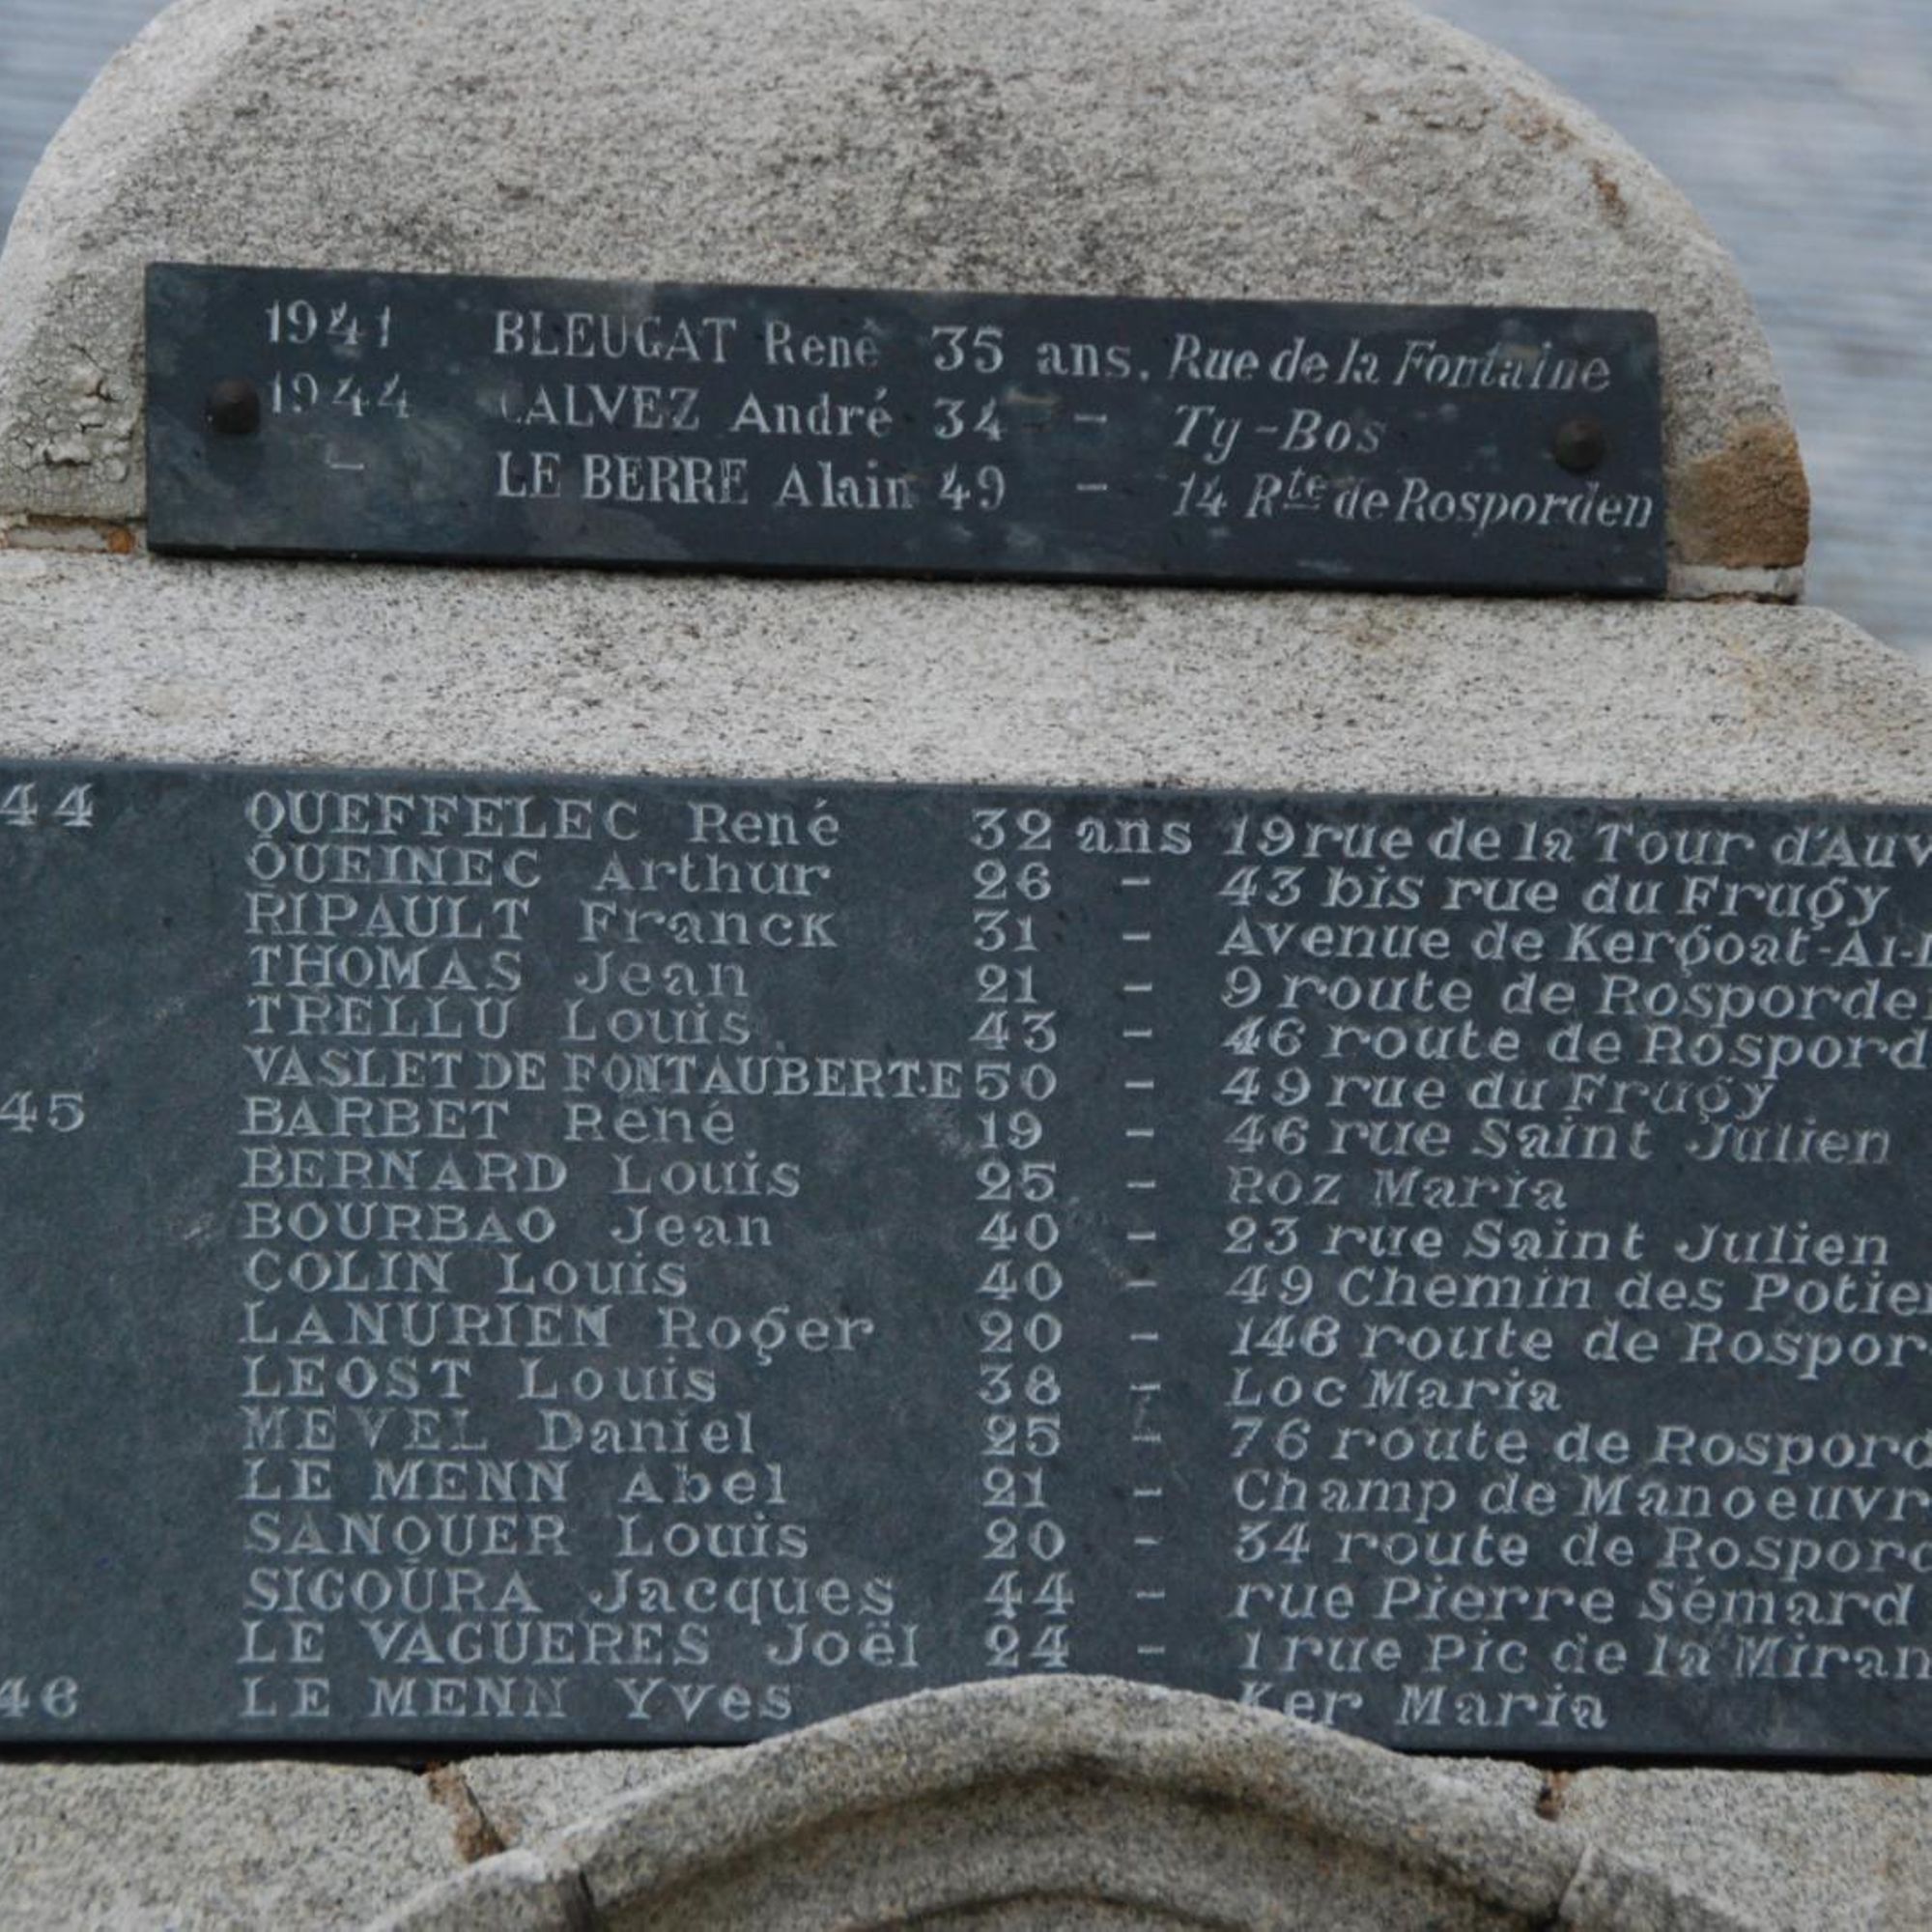 1941 BLEUGAT René 35 ans. Rue de la Fontaine
1944 CALVEZ André 34 - Ty-Bos
- LE BERRE Alain 49 - 14 Rte de Rosporden
44 QUEFFELEC René 32 ans 19 rue de la Tour d'Auv
QUEINEC Arthur 26 - 43 bis rue du Frugy
RIPAULT Franck 31 - Avenue de Kergoat-Al-L
THOMAS Jean 21 - 9 route de Rosporde
TRELLU Louis 43 - 46 route de Rospord
VASLET DE FONTAUBERT.E 50 - 49 rue du Frugy
45 BARBET René 19 - 46 rue Saint Julien
BERNARD Louis 25 - Roz Maria
BOURBAO Jean 40 - 23 rue Saint Julien
COLIN Louis 40 - 49 Chemin des Potie
LANURIEN Roger 20 - 148 route de Rospor
LEOST Louis 38 - Loc Maria
MEVEL Daniel 25 - 76 route de Rospord
LE MENN Abel 21 - Champ de Manoeuvr
SANQUER Louis 20 - 34 route de Rospord
SIGOURA Jacques 44 - rue Pierre Sémard
LE VAGUERES Joël 24 - 1 rue Pic de la Miran
46 LE MENN Yves Ker Maria